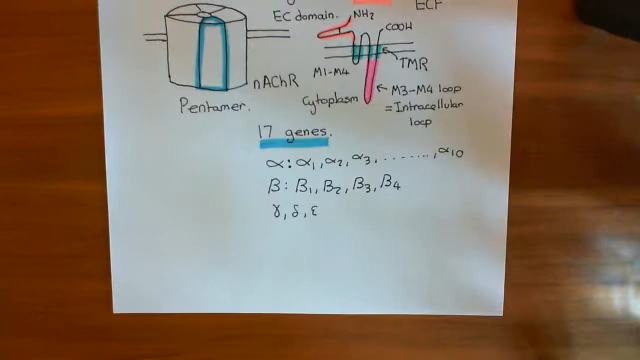 ECF
EC domain.
NH2
COOH
TMR
M1-M4
nAChR
Pentamer.
Cytoplasm
M3-M4 loop
= Intracellular
loop
17 genes.
α: α1, α2, α3, ........, α10
β: β1, β2, β3, β4
γ, δ, ε